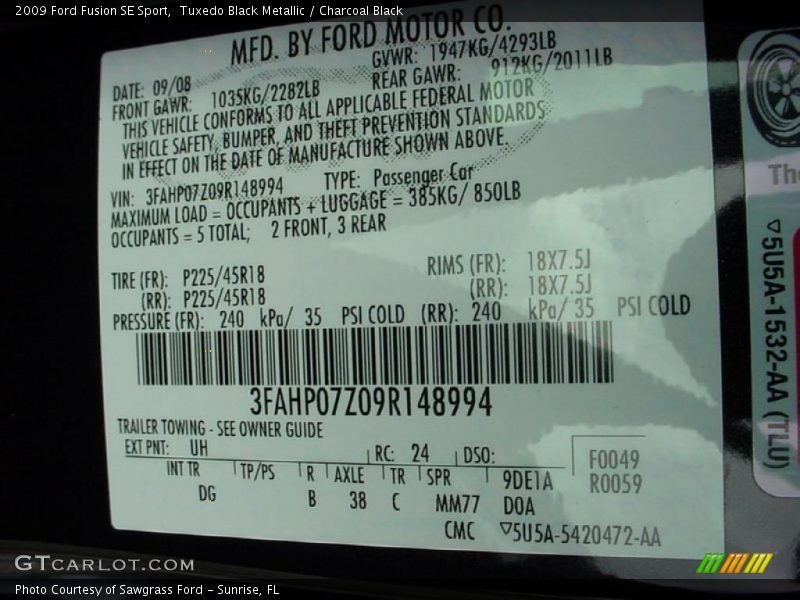 2009 Ford Fusion SE Sport,  Tuxedo Black Metallic / Charcoal Black
MFD. BY FORD MOTOR CO.
DATE: 09/08 GVWR: 1947KG/4293LB
FRONT GAWR: 1035KG/2282LB REAR GAWR: 912KG/2011LB
THIS VEHICLE CONFORMS TO ALL APPLICABLE FEDERAL MOTOR
VEHICLE SAFETY, BUMPER, AND THEFT PREVENTION STANDARDS
IN EFFECT ON THE DATE OF MANUFACTURE SHOWN ABOVE.
VIN: 3FAHP07Z09R148994 TYPE: Passenger Car
MAXIMUM LOAD = OCCUPANTS + LUGGAGE = 385KG/ 850LB
OCCUPANTS = 5 TOTAL; 2 FRONT, 3 REAR
TIRE (FR): P225/45R18 RIMS (FR): 18X7.5J
(RR): P225/45R18 (RR): 18X7.5J
PRESSURE (FR): 240 kPa/ 35 PSI COLD (RR): 240 kPa/ 35 PSI COLD
3FAHP07Z09R148994
TRAILER TOWING - SEE OWNER GUIDE
EXT PNT: UH RC: 24 DSO: F0049
INT TR TP/PS R AXLE TR SPR 9DE1A R0059
DG B 38 C MM77 DOA
CMC 5U5A-5420472-AA
5U5A-1532-AA (TLU)
GTCARLOT.COM
Photo Courtesy of Sawgrass Ford - Sunrise, FL